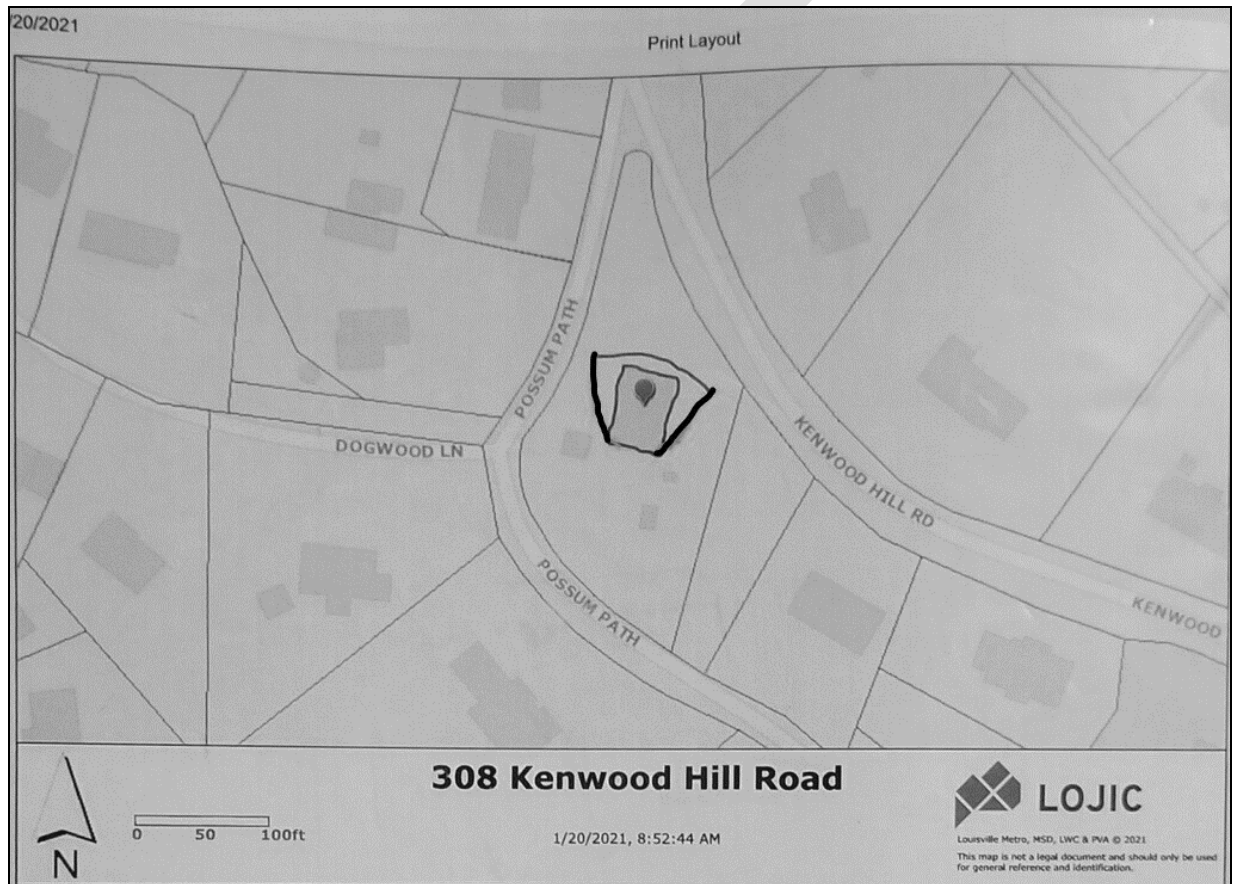 /20/2021
Print Layout
POSSUM PATH
DOGWOOD LN
KENWOOD HILL RD
POSSUM PATH
KENWOOD
308 Kenwood Hill Road
LOJIC
0 50 100ft
1/20/2021, 8:52:44 AM
Louisville Metro, MSD, LWC & PVA © 2021
This map is not a legal document and should only be used
for general reference and identification.
N